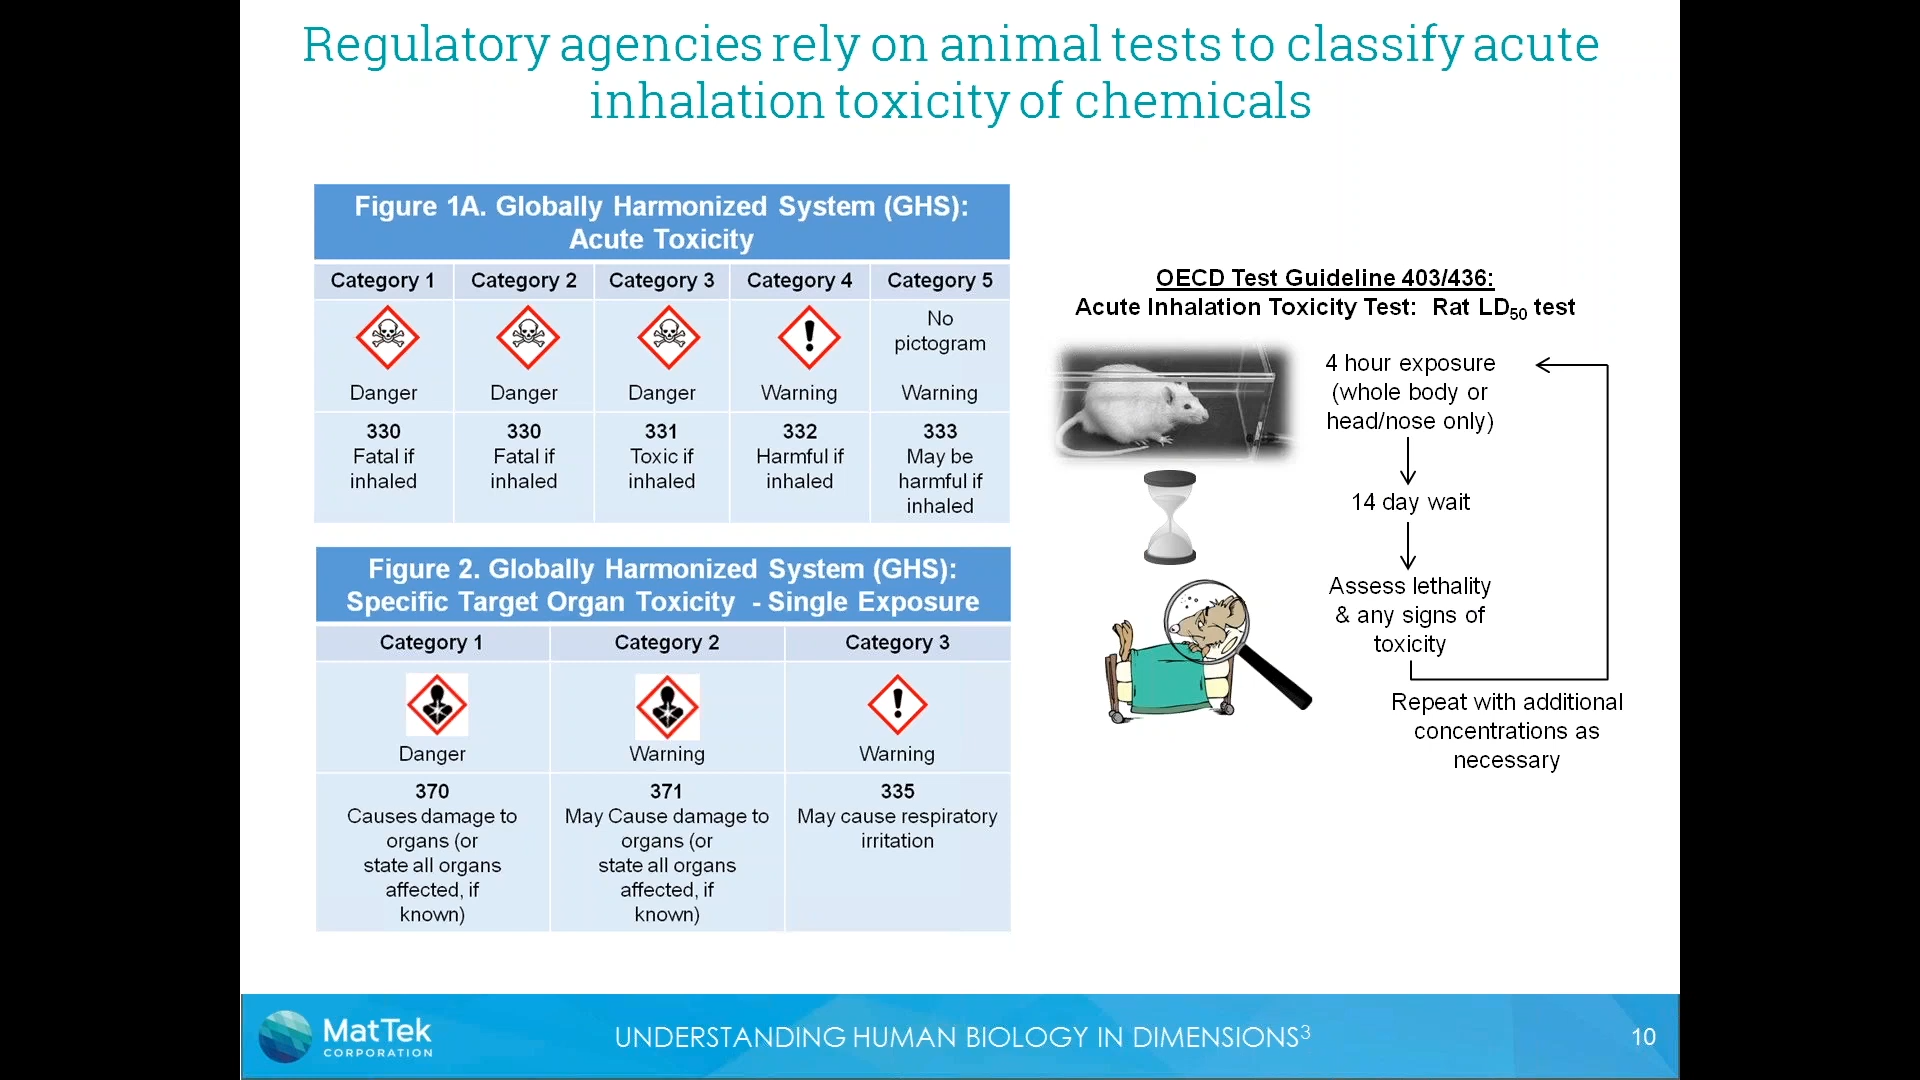 Regulatory agencies rely on animal tests to classify acute
inhalation toxicity of chemicals
Figure 1A. Globally Harmonized System (GHS):
Acute Toxicity
Category 1 Category 2 Category 3 Category 4 Category 5
No
pictogram
Danger Danger Danger Warning Warning
330 330 331 332 333
Fatal if Fatal if Toxic if Harmful if May be
inhaled inhaled inhaled inhaled harmful if
inhaled
Figure 2. Globally Harmonized System (GHS):
Specific Target Organ Toxicity - Single Exposure
Category 1 Category 2 Category 3
Danger Warning Warning
370 371 335
Causes damage to May Cause damage to May cause respiratory
organs (or organs (or irritation
state all organs state all organs
affected, if affected, if
known) known)
OECD Test Guideline 403/436:
Acute Inhalation Toxicity Test: Rat LD50 test
4 hour exposure
(whole body or
head/nose only)
14 day wait
Assess lethality
& any signs of
toxicity
Repeat with additional
concentrations as
necessary
MatTek
CORPORATION
UNDERSTANDING HUMAN BIOLOGY IN DIMENSIONS3
10